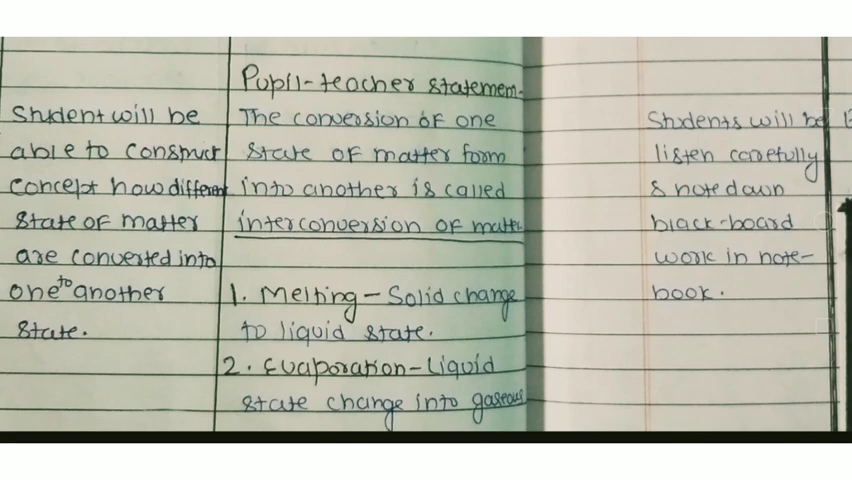 Student will be
able to construct
concept how different
state of matter
are converted into
one to another
state.
Pupil-teacher statemen
The conversion of one
state of matter form
into another is called
interconversion of matte
1. Melting - Solid change
to liquid state.
2. Evaporation - Liquid
state change into gaseous
Students will be
listen carefully
& note down
black-board
work in note-
book.